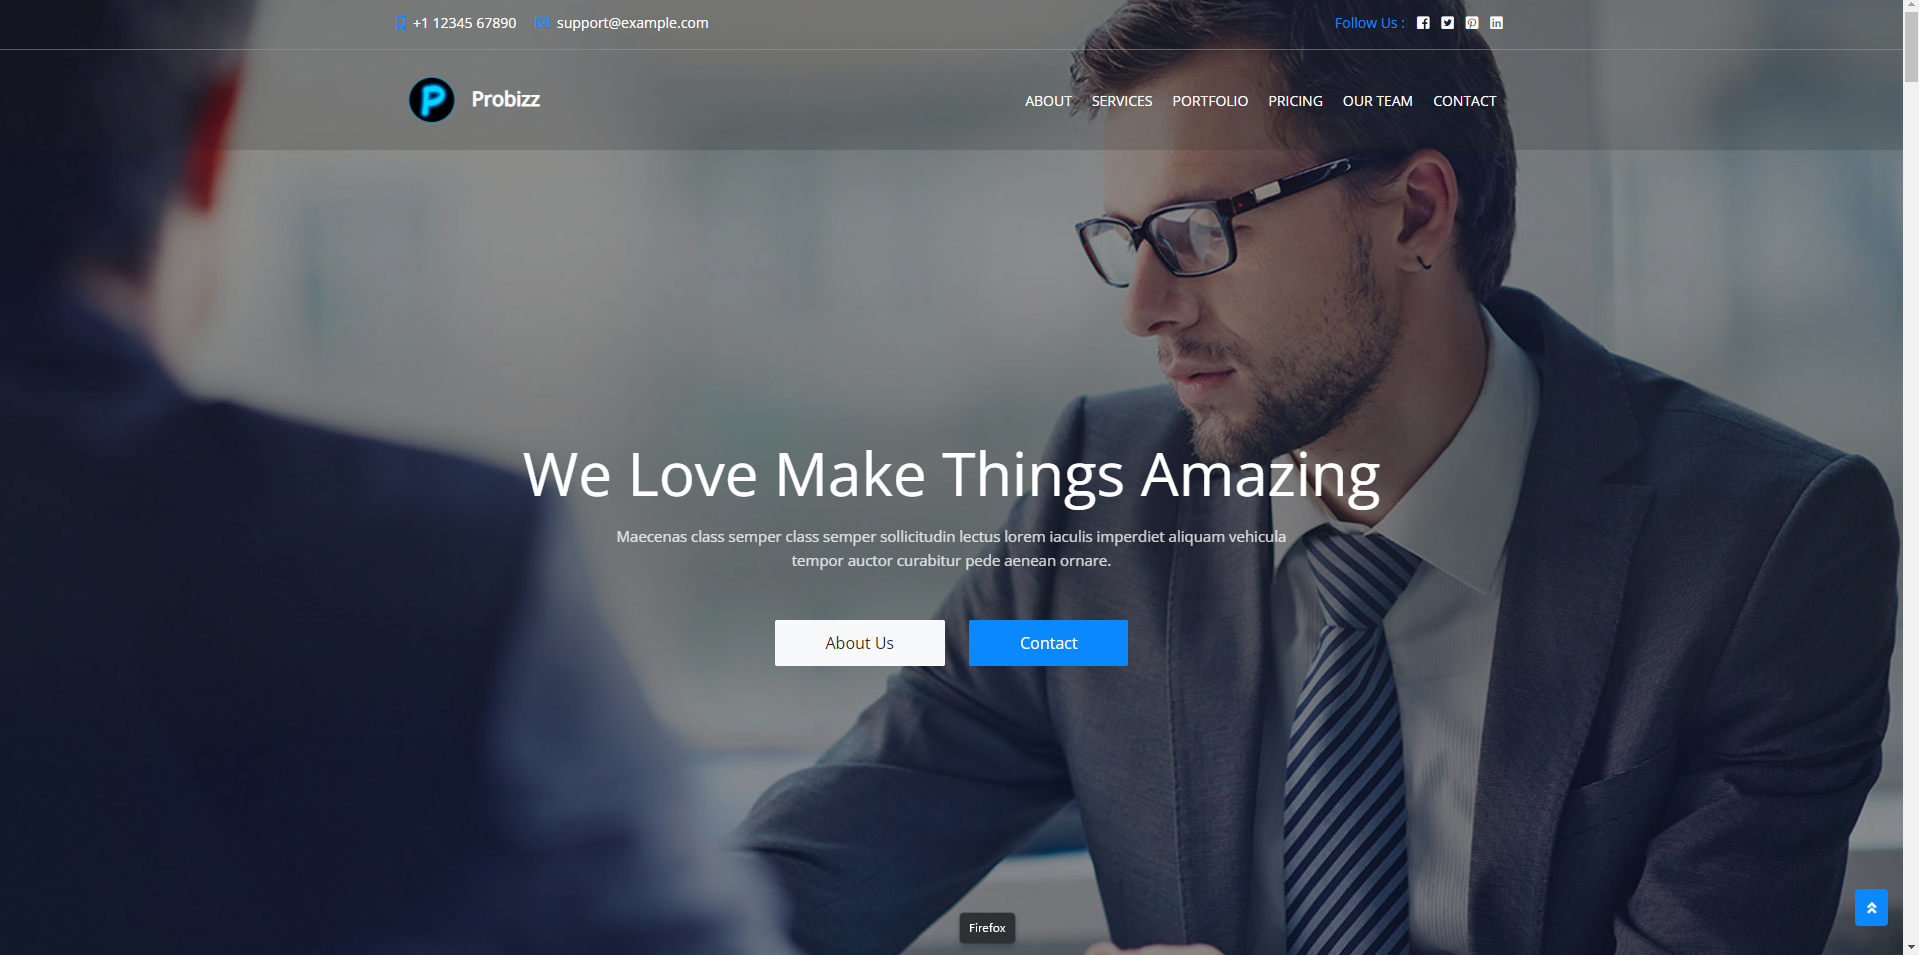 +1 12345 67890 support@example.com Follow Us :
P Probizz ABOUT SERVICES PORTFOLIO PRICING OUR TEAM CONTACT
We Love Make Things Amazing
Maecenas class semper class semper sollicitudin lectus lorem iaculis imperdiet aliquam vehicula
tempor auctor curabitur pede aenean ornare.
About Us Contact
Firefox